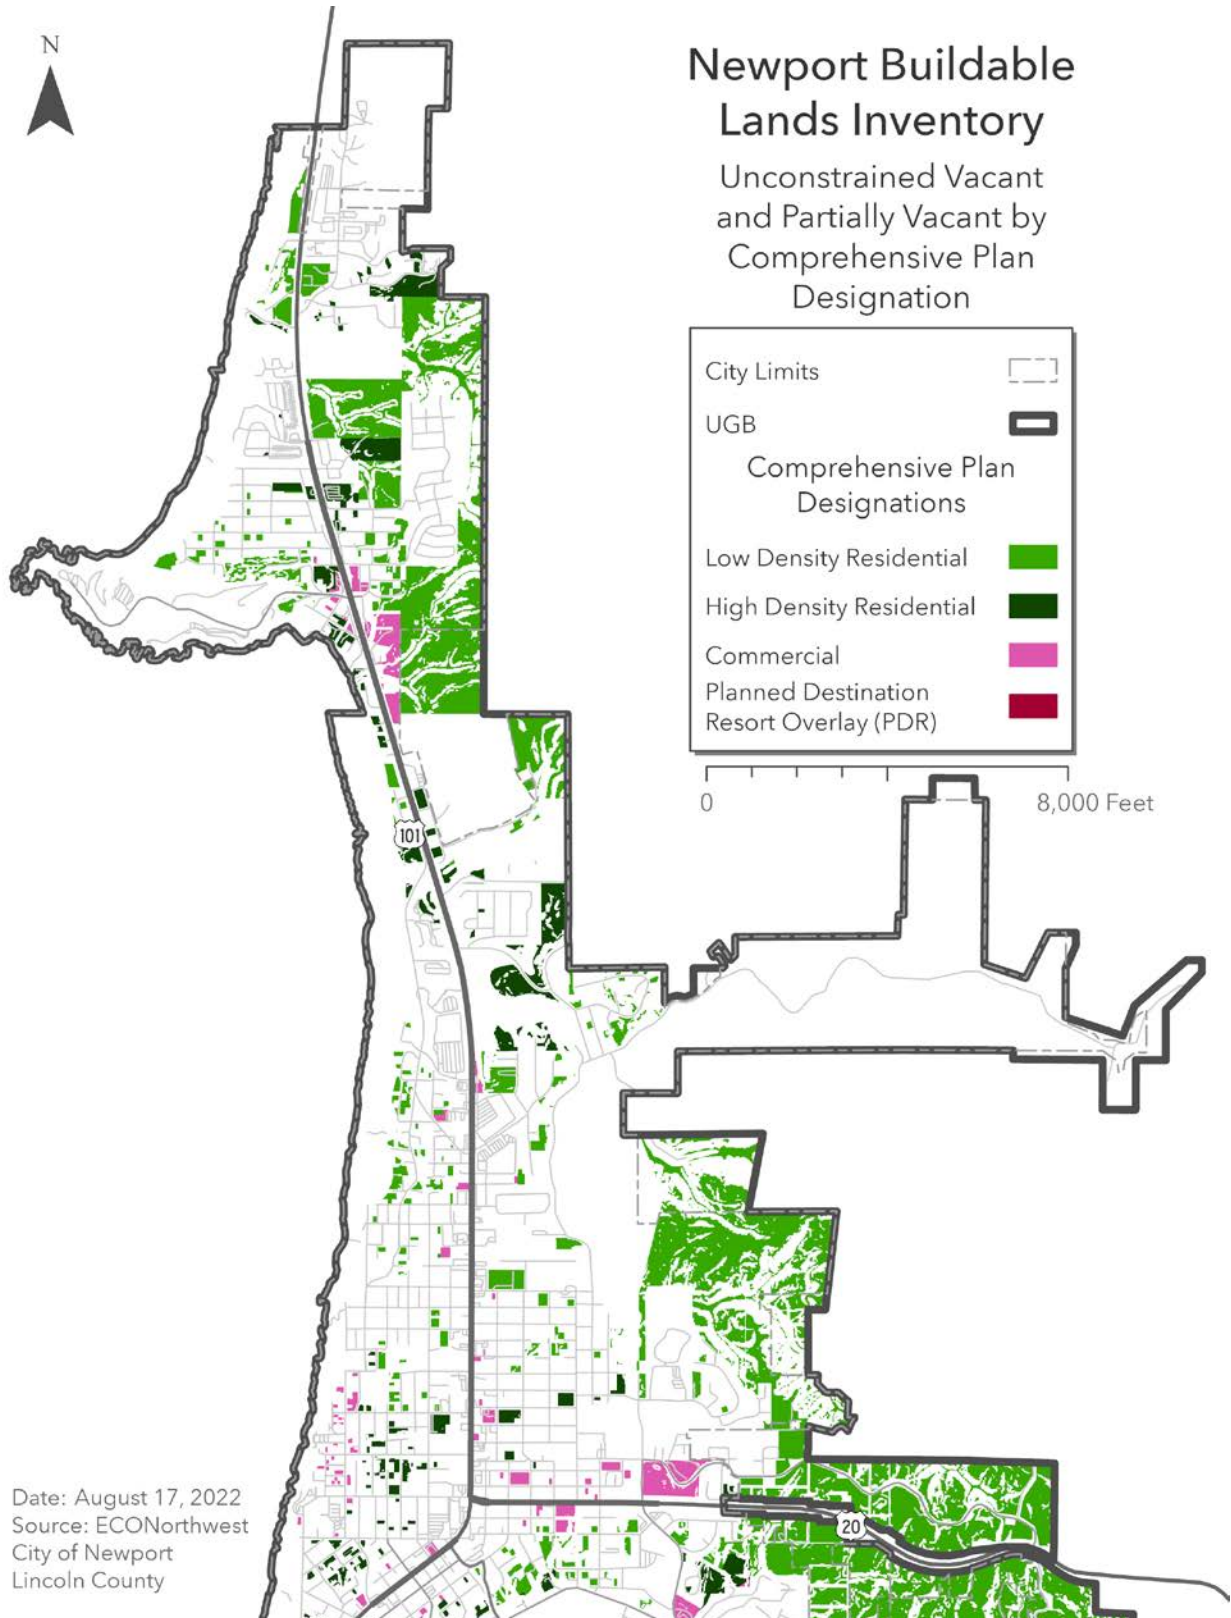 N
Newport Buildable
Lands Inventory
Unconstrained Vacant
and Partially Vacant by
Comprehensive Plan
Designation
City Limits
UGB
Comprehensive Plan
Designations
Low Density Residential
High Density Residential
Commercial
Planned Destination
Resort Overlay (PDR)
0
8,000 Feet
101
20
Date: August 17, 2022
Source: ECONorthwest
City of Newport
Lincoln County